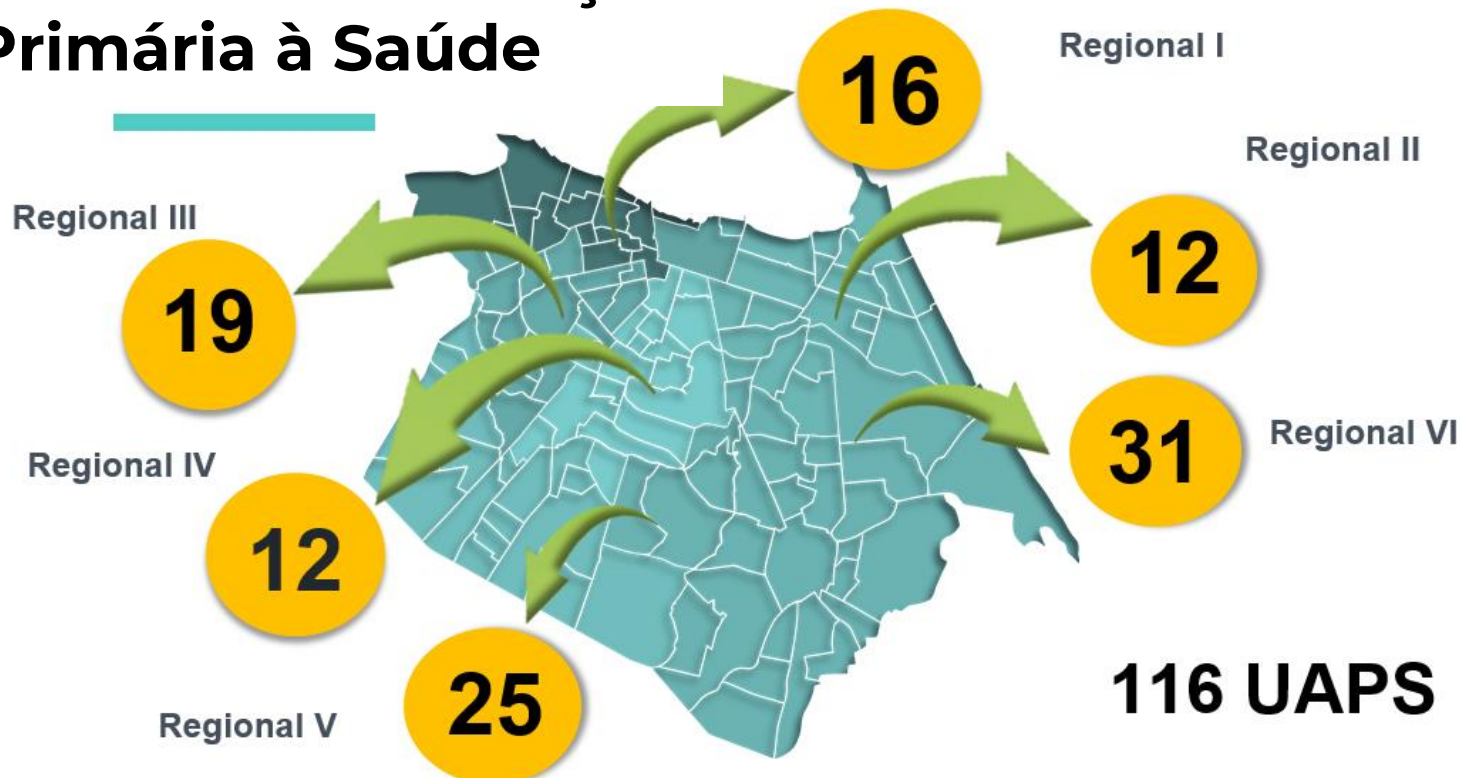 Primária à Saúde
Regional I
16
Regional II
12
Regional III
19
Regional VI
31
Regional IV
12
Regional V
25
116 UAPS